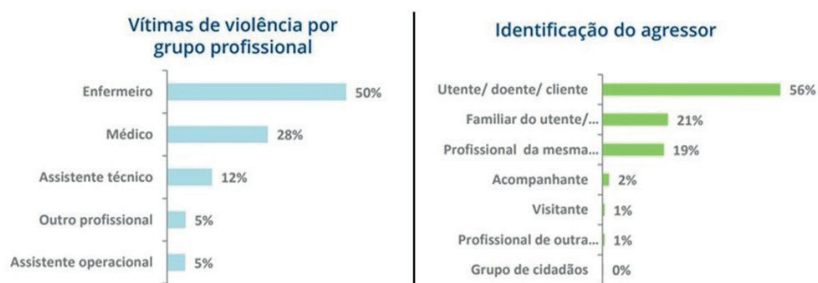 Vítimas de violência por
grupo profissional
Enfermeiro 50%
Médico 28%
Assistente técnico 12%
Outro profissional 5%
Assistente operacional 5%
Identificação do agressor
Utente/ doente/ cliente 56%
Familiar do utente/... 21%
Profissional da mesma... 19%
Acompanhante 2%
Visitante 1%
Profissional de outra... 1%
Grupo de cidadãos 0%